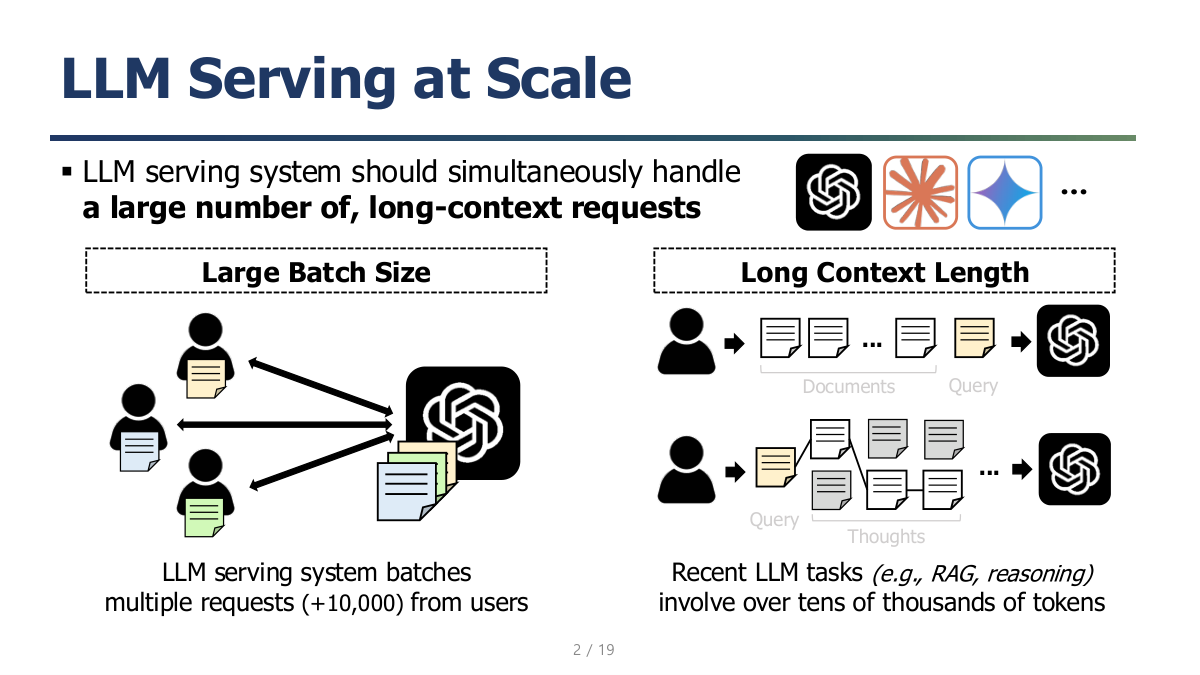 LLM Serving at Scale
▪ LLM serving system should simultaneously handle
a large number of, long-context requests
...
Large Batch Size
LLM serving system batches
multiple requests (+10,000) from users
Long Context Length
...
Documents
Query
...
Query
Thoughts
Recent LLM tasks (e.g., RAG, reasoning)
involve over tens of thousands of tokens
2 / 19